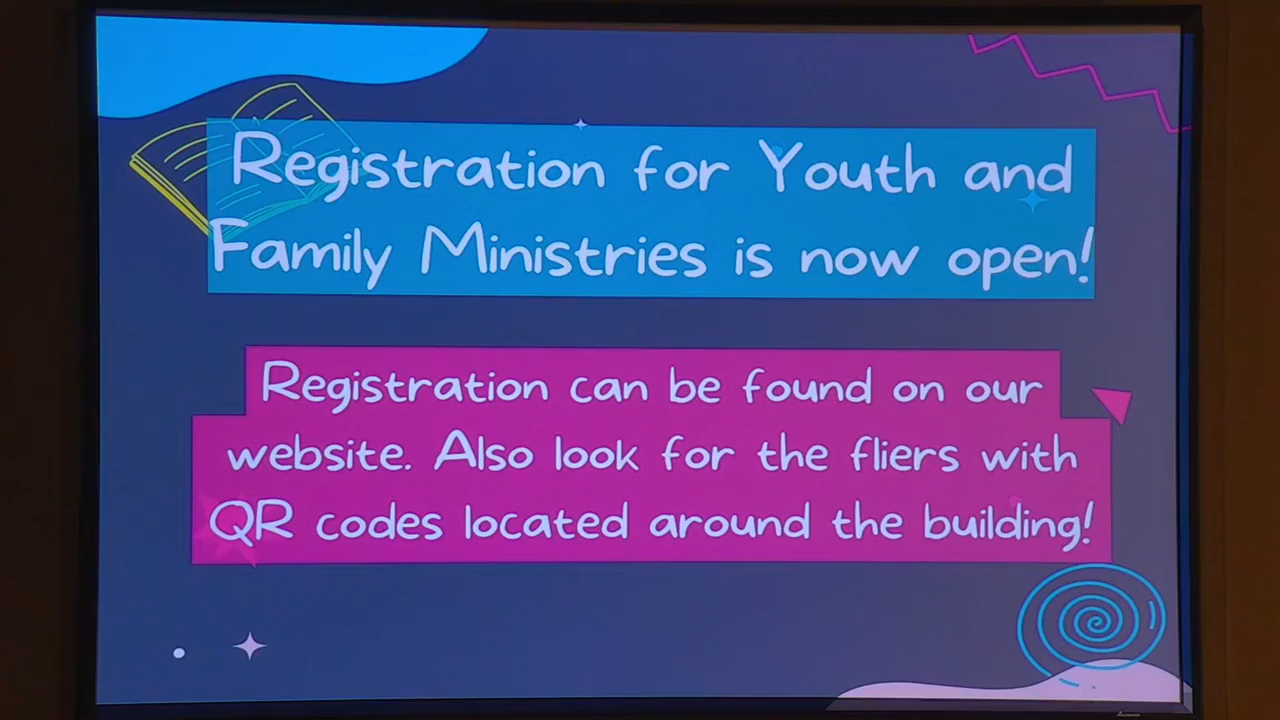 Registration for Youth and
Family Ministries is now open!
Registration can be found on our
website. Also look for the fliers with
QR codes located around the building!